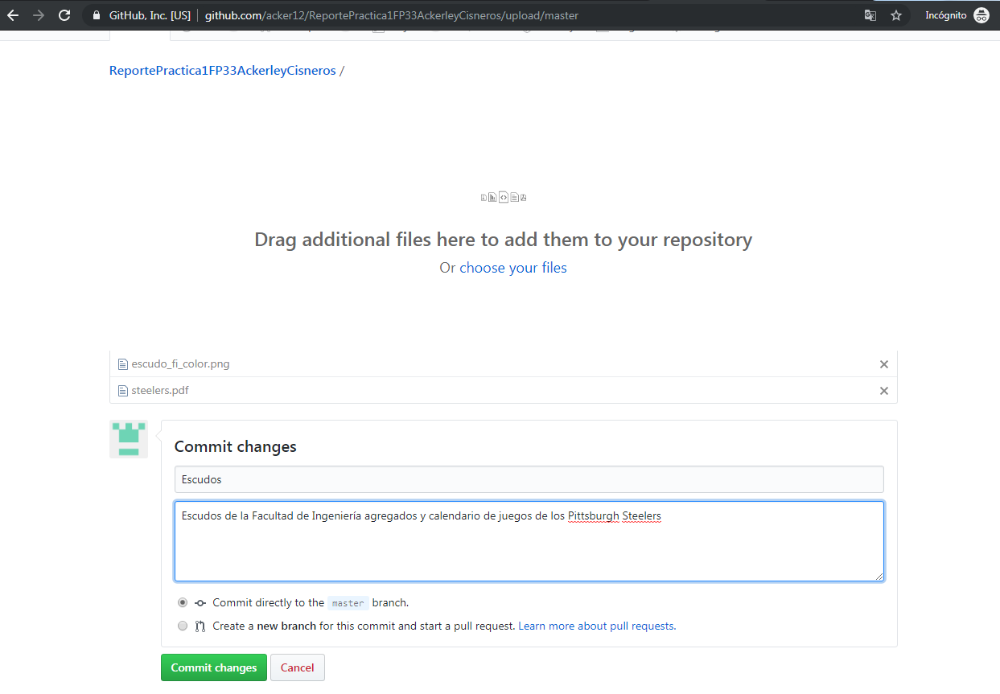 GitHub, Inc. [US] github.com/acker12/ReportePractica1FP33AckerleyCisneros/upload/master Incógnito
ReportePractica1FP33AckerleyCisneros /
Drag additional files here to add them to your repository
Or choose your files
escudo_fi_color.png
steelers.pdf
Commit changes
Escudos
Escudos de la Facultad de Ingeniería agregados y calendario de juegos de los Pittsburgh Steelers
Commit directly to the master branch.
Create a new branch for this commit and start a pull request. Learn more about pull requests.
Commit changes Cancel